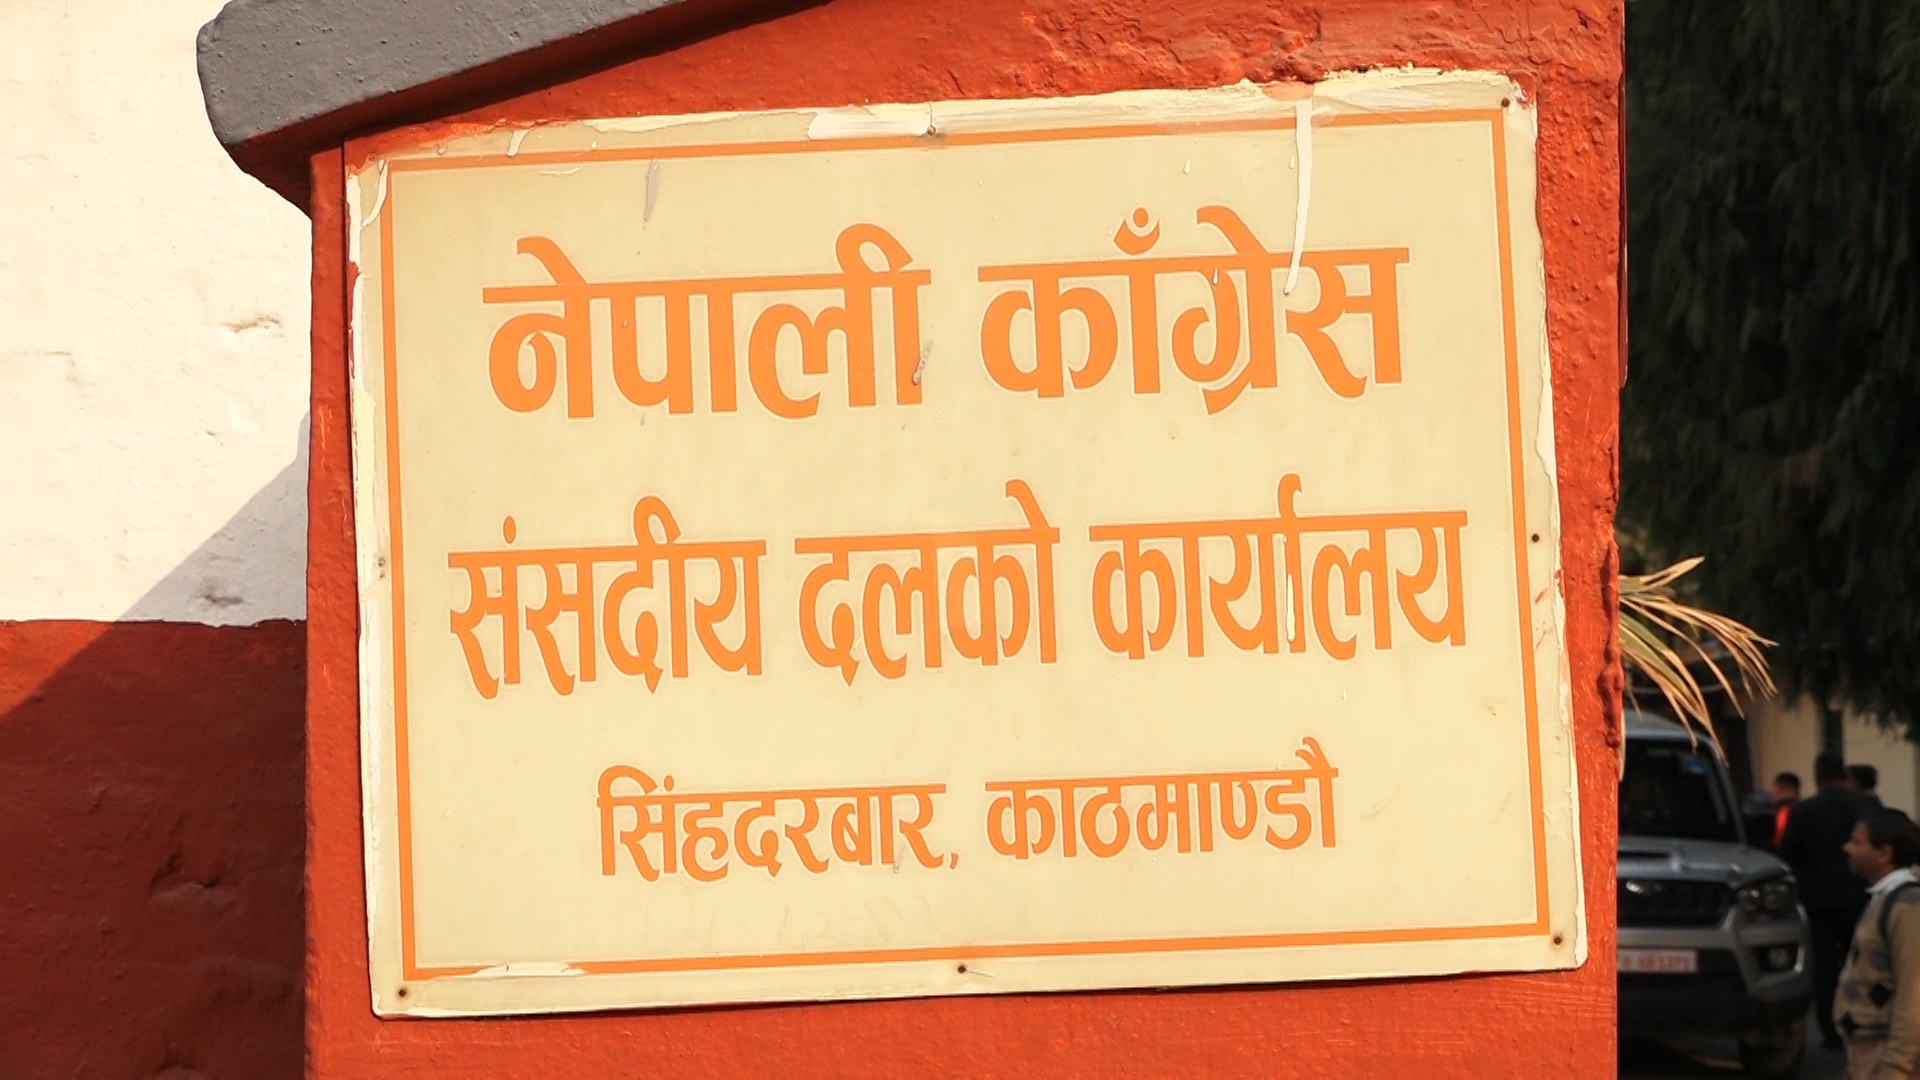 नेपाली काँग्रेस
संसदीय दलको कार्यालय
सिंहदरबार, काठमाण्डौ